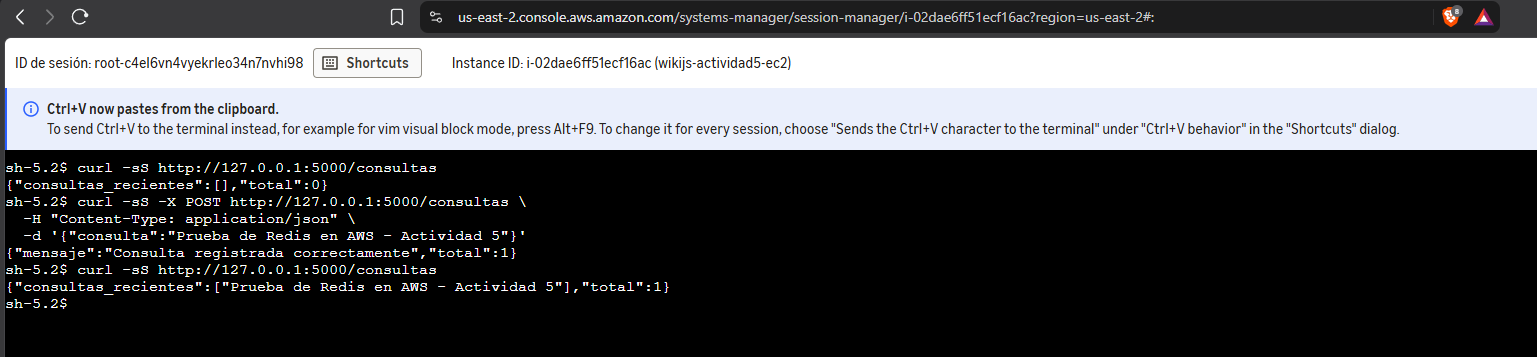 us-east-2.console.aws.amazon.com/systems-manager/session-manager/i-02dae6ff51ecf16ac?region=us-east-2#:
8
ID de sesión: root-c4el6vn4vyekrleo34n7nvhi98 Shortcuts Instance ID: i-02dae6ff51ecf16ac (wikijs-actividad5-ec2)
Ctrl+V now pastes from the clipboard.
To send Ctrl+V to the terminal instead, for example for vim visual block mode, press Alt+F9. To change it for every session, choose "Sends the Ctrl+V character to the terminal" under "Ctrl+V behavior" in the "Shortcuts" dialog.
sh-5.2$ curl -sS http://127.0.0.1:5000/consultas
{"consultas_recientes":[],"total":0}
sh-5.2$ curl -sS -X POST http://127.0.0.1:5000/consultas \
  -H "Content-Type: application/json" \
  -d '{"consulta":"Prueba de Redis en AWS - Actividad 5"}'
{"mensaje":"Consulta registrada correctamente","total":1}
sh-5.2$ curl -sS http://127.0.0.1:5000/consultas
{"consultas_recientes":["Prueba de Redis en AWS - Actividad 5"],"total":1}
sh-5.2$